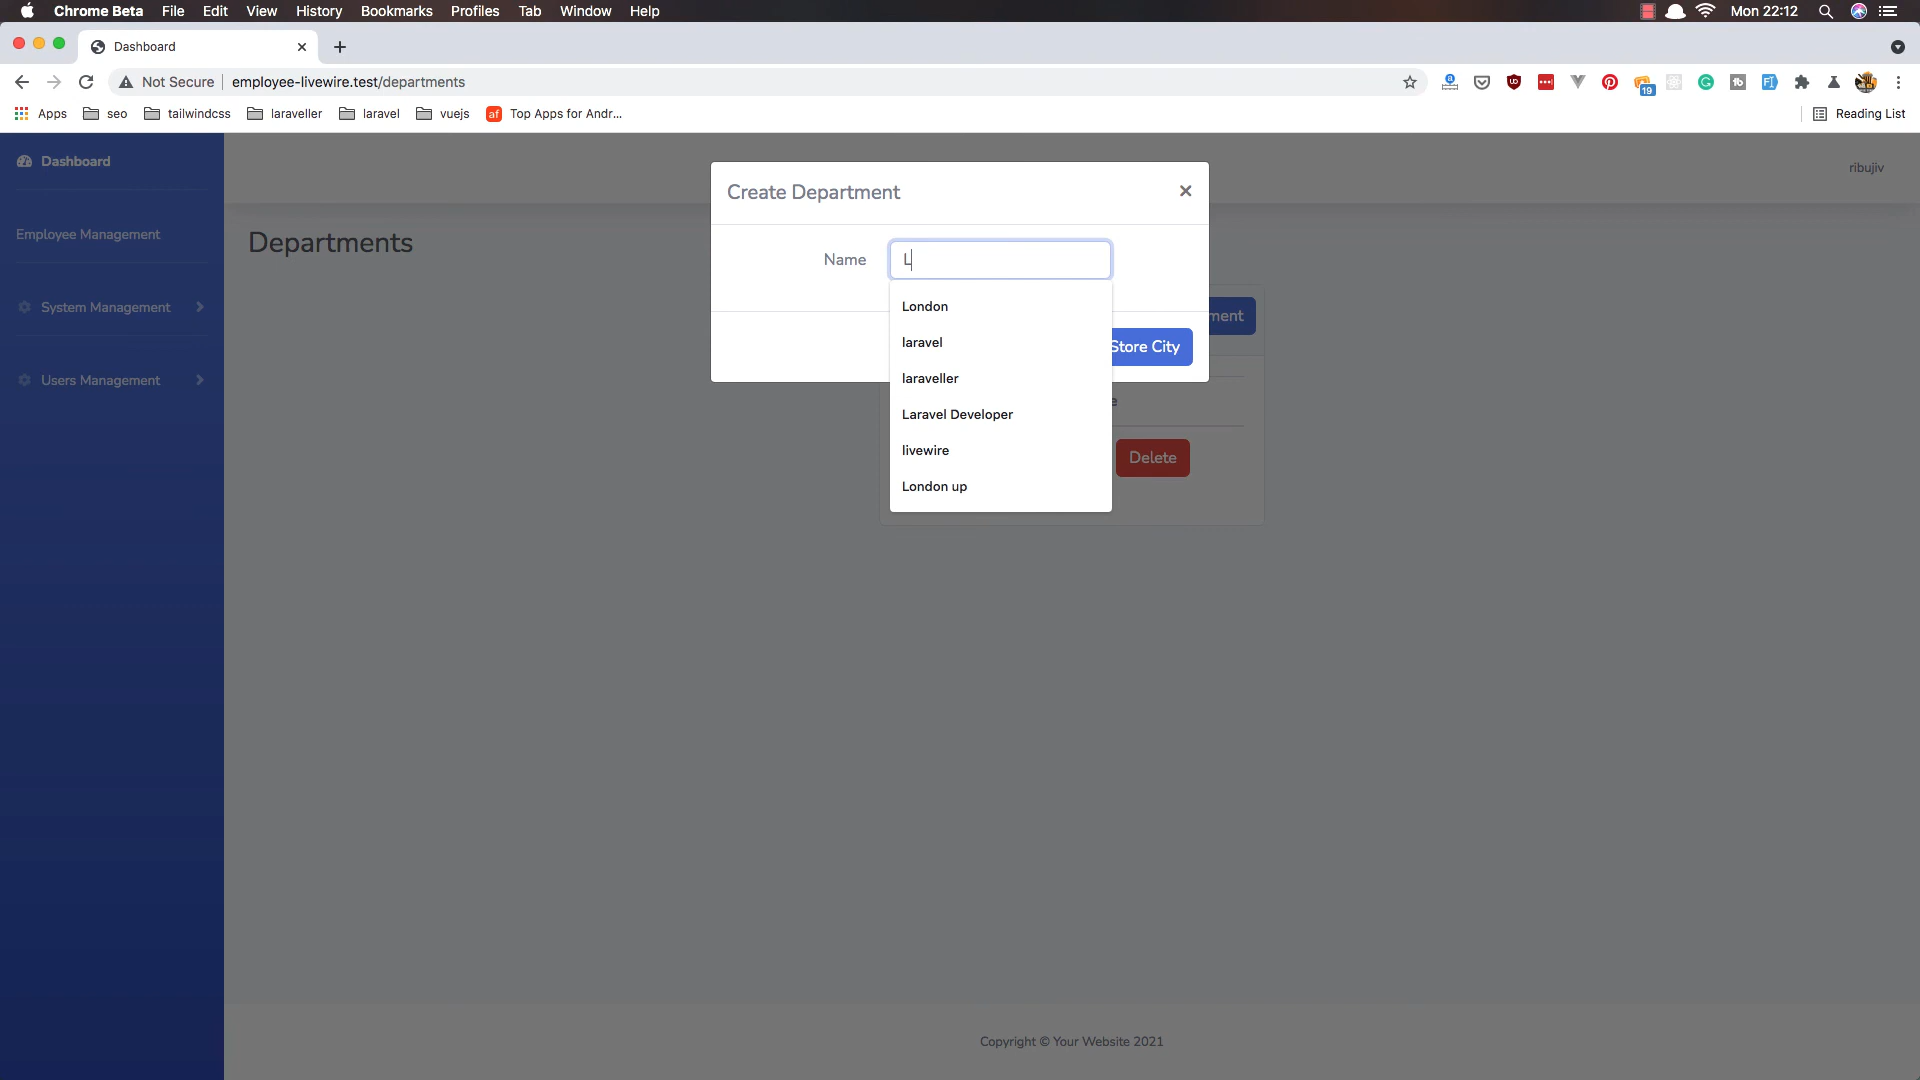 Chrome Beta File Edit View History Bookmarks Profiles Tab Window Help Mon 22:12
Dashboard
Not Secure employee-livewire.test/departments 19
Apps seo tailwindcss laraveller laravel vuejs af Top Apps for Andr... Reading List
Dashboard
ribujiv
Employee Management
System Management
Users Management
Departments
Create Department
Name L
London
laravel
laraveller
Laravel Developer
livewire
London up
Store City
ment
e
Delete
Copyright © Your Website 2021